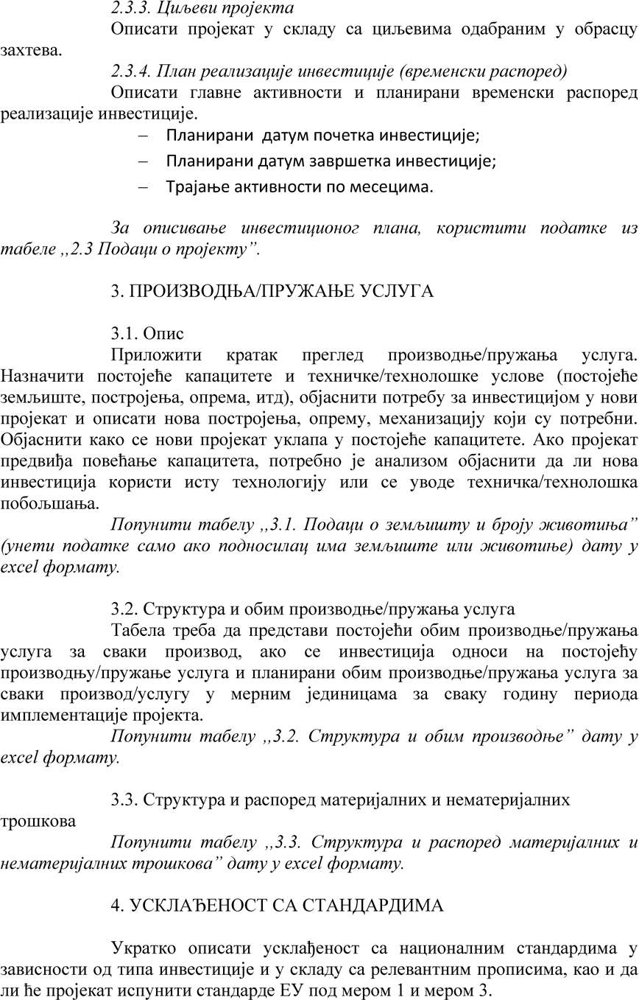 2.3.3. Циљеви пројекта
Описати пројекат у складу са циљевима одабраним у обрасцу
захтева.
2.3.4. План реализације инвестиције (временски распоред)
Описати главне активности и планирани временски распоред
реализације инвестиције.
– Планирани датум почетка инвестиције;
– Планирани датум завршетка инвестиције;
– Трајање активности по месецима.
За описивање инвестиционог плана, користити податке из
табеле ,,2.3 Подаци о пројекту”.
3. ПРОИЗВОДЊА/ПРУЖАЊЕ УСЛУГА
3.1. Опис
Приложити кратак преглед производње/пружања услуга.
Назначити постојеће капацитете и техничке/технолошке услове (постојеће
земљиште, постројења, опрема, итд), објаснити потребу за инвестицијом у нови
пројекат и описати нова постројења, опрему, механизацију који су потребни.
Објаснити како се нови пројекат уклапа у постојеће капацитете. Ако пројекат
предвиђа повећање капацитета, потребно је анализом објаснити да ли нова
инвестиција користи исту технологију или се уводе техничка/технолошка
побољшања.
Попунити табелу ,,3.1. Подаци о земљишту и броју животиња”
(унети податке само ако подносилац има земљиште или животиње) дату у
excel формату.
3.2. Структура и обим производње/пружања услуга
Табела треба да представи постојећи обим производње/пружања
услуга за сваки производ, ако се инвестиција односи на постојећу
производњу/пружање услуга и планирани обим производње/пружања услуга за
сваки производ/услугу у мерним јединицама за сваку годину периода
имплементације пројекта.
Попунити табелу ,,3.2. Структура и обим производње” дату у
excel формату.
3.3. Структура и распоред материјалних и нематеријалних
трошкова
Попунити табелу ,,3.3. Структура и распоред материјалних и
нематеријалних трошкова” дату у excel формату.
4. УСКЛАЂЕНОСТ СА СТАНДАРДИМА
Укратко описати усклађеност са националним стандардима у
зависности од типа инвестиције и у складу са релевантним прописима, као и да
ли ће пројекат испунити стандарде ЕУ под мером 1 и мером 3.